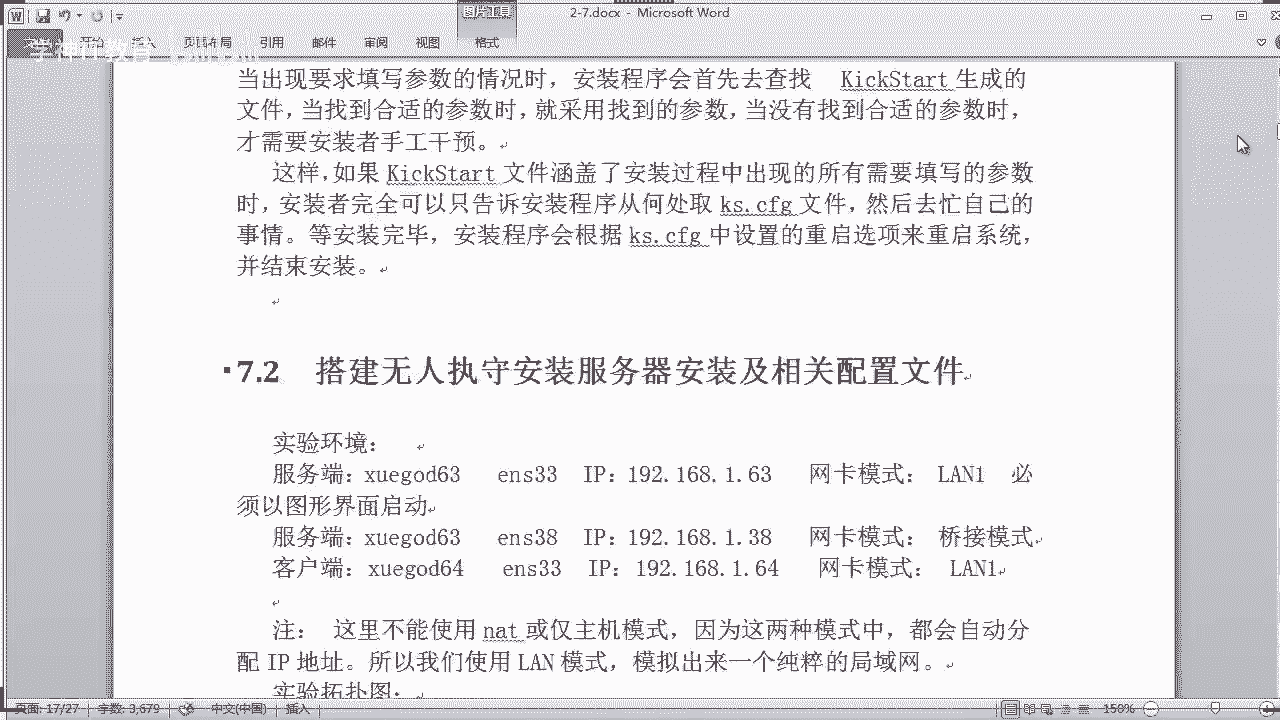 2-7.docx - Microsoft Word
图片工具
页面布局 引用 邮件 审阅 视图 格式
当出现要求填写参数的情况时，安装程序会首先去查找 KickStart 生成的
文件，当找到合适的参数时，就采用找到的参数，当没有找到合适的参数时，
才需要安装者手工干预。
这样，如果 KickStart 文件涵盖了安装过程中出现的所有需要填写的参数
时，安装者完全可以只告诉安装程序从何处取 ks.cfg 文件，然后去忙自己的
事情。等安装完毕，安装程序会根据 ks.cfg 中设置的重启选项来重启系统，
并结束安装。
7.2 搭建无人执守安装服务器安装及相关配置文件
实验环境：
服务端：xuegod63 ens33 IP：192.168.1.63 网卡模式： LAN1 必
须以图形界面启动
服务端：xuegod63 ens38 IP：192.168.1.38 网卡模式： 桥接模式
客户端：xuegod64 ens33 IP：192.168.1.64 网卡模式： LAN1
注： 这里不能使用 nat 或仅主机模式，因为这两种模式中，都会自动分
配 IP 地址。所以我们使用 LAN 模式，模拟出来一个纯粹的局域网。
实验拓扑图：
页面: 17/27 字数: 3,679 中文(中国) 插入 150%